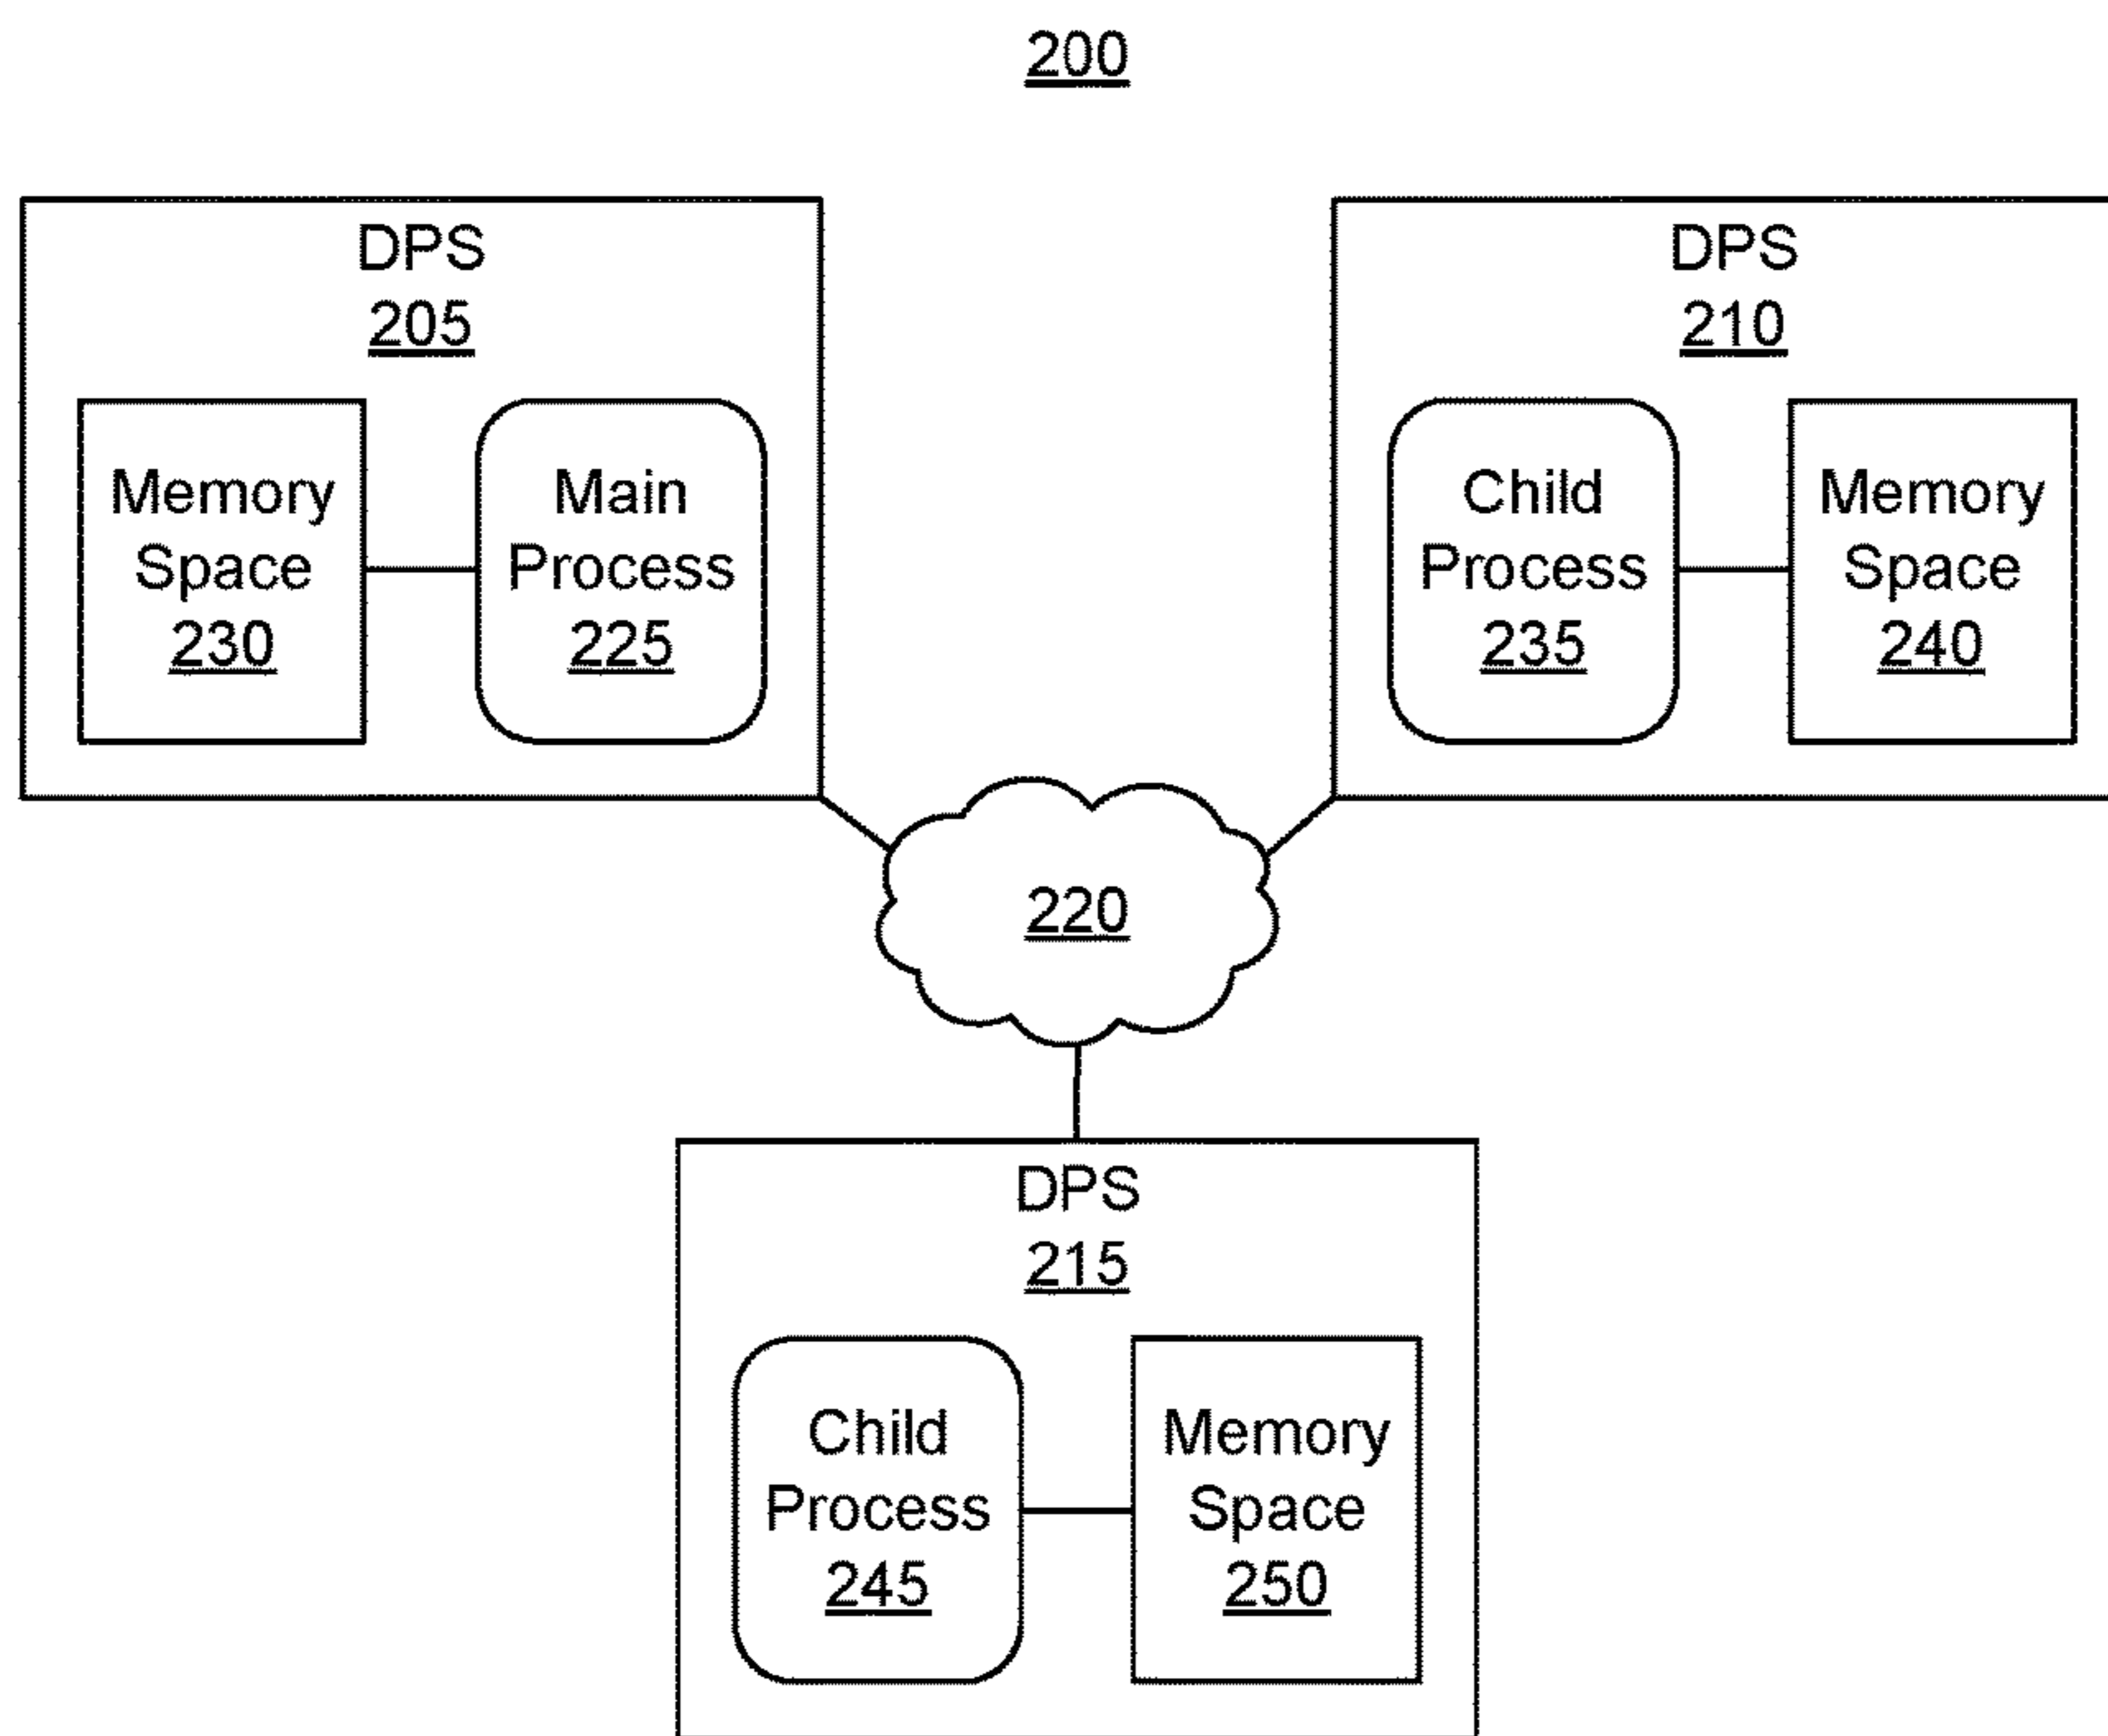 200
DPS
205
Memory
Space
230
Main
Process
225
DPS
210
Child
Process
235
Memory
Space
240
220
DPS
215
Child
Process
245
Memory
Space
250